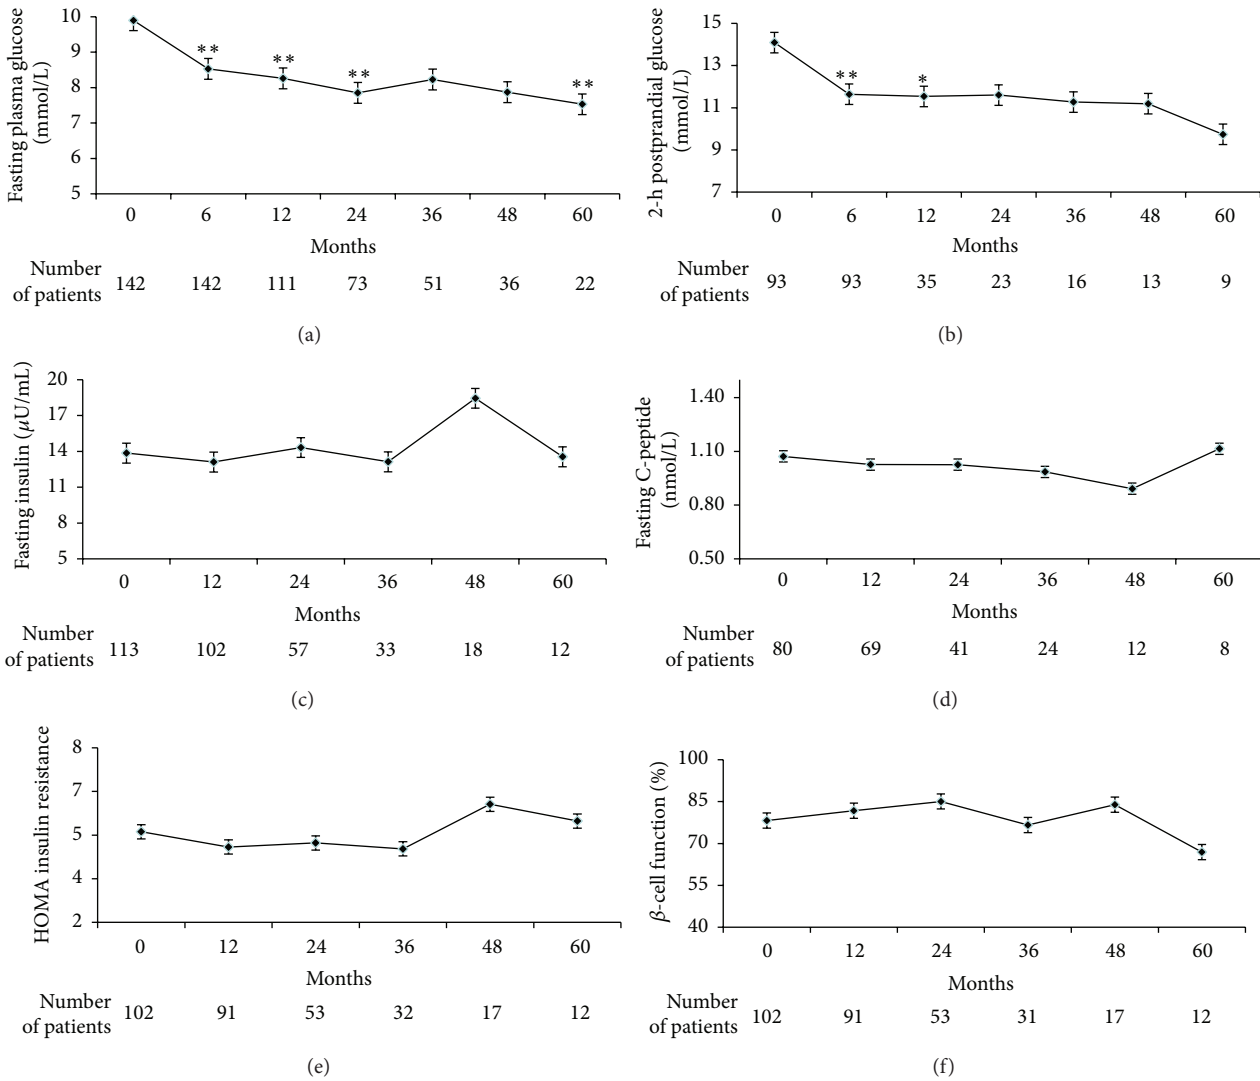 Fasting plasma glucose
(mmol/L)
10
9
8
7
6
5
** ** ** **
0 6 12 24 36 48 60
Months
Number
of patients
142 142 111 73 51 36 22
(a)
2-h postprandial glucose
(mmol/L)
15
13
11
9
7
** *
0 6 12 24 36 48 60
Months
Number
of patients
93 93 35 23 16 13 9
(b)
Fasting insulin (μU/mL)
20
17
14
11
8
5
0 12 24 36 48 60
Months
Number
of patients
113 102 57 33 18 12
(c)
Fasting C-peptide
(nmol/L)
1.40
1.10
0.80
0.50
0 12 24 36 48 60
Months
Number
of patients
80 69 41 24 12 8
(d)
HOMA insulin resistance
8
7
5
4
2
0 12 24 36 48 60
Months
Number
of patients
102 91 53 32 17 12
(e)
β-cell function (%)
100
85
70
55
40
0 12 24 36 48 60
Months
Number
of patients
102 91 53 31 17 12
(f)